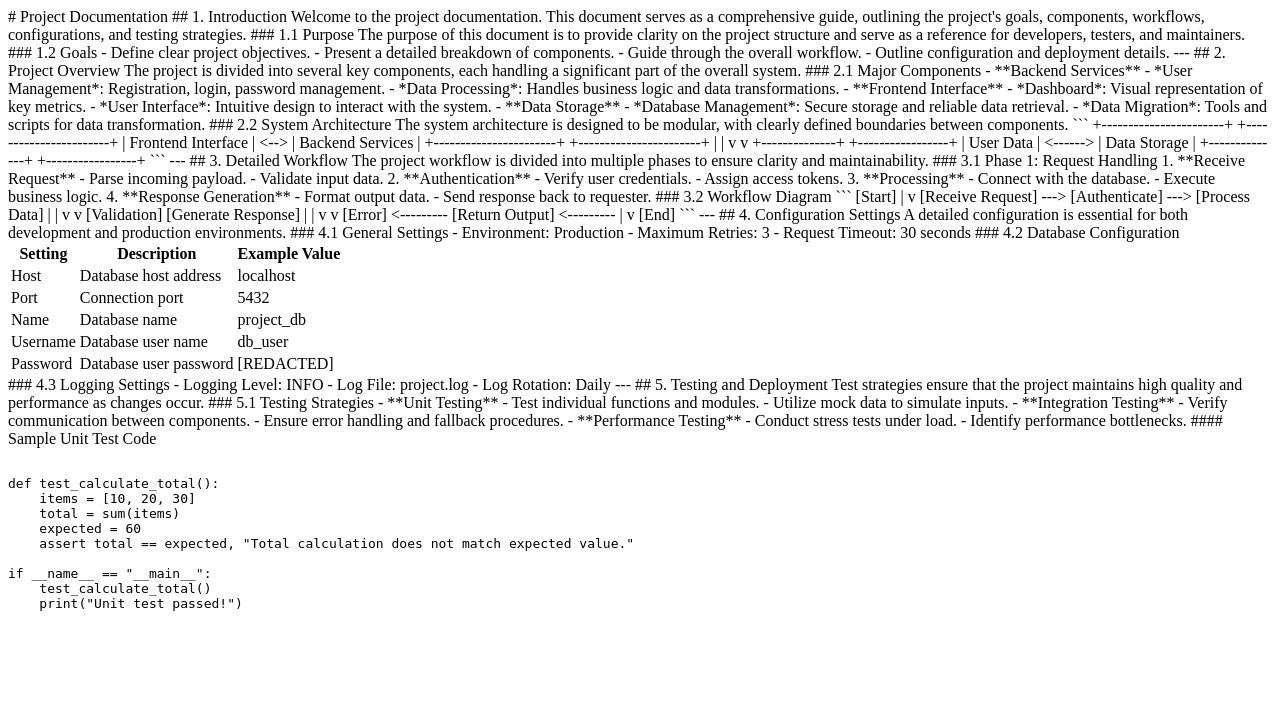 # Project Documentation ## 1. Introduction Welcome to the project documentation. This document serves as a comprehensive guide, outlining the project's goals, components, workflows,
configurations, and testing strategies. ### 1.1 Purpose The purpose of this document is to provide clarity on the project structure and serve as a reference for developers, testers, and maintainers.
### 1.2 Goals - Define clear project objectives. - Present a detailed breakdown of components. - Guide through the overall workflow. - Outline configuration and deployment details. --- ## 2.
Project Overview The project is divided into several key components, each handling a significant part of the overall system. ### 2.1 Major Components - **Backend Services** - *User
Management*: Registration, login, password management. - *Data Processing*: Handles business logic and data transformations. - **Frontend Interface** - *Dashboard*: Visual representation of
key metrics. - *User Interface*: Intuitive design to interact with the system. - **Data Storage** - *Database Management*: Secure storage and reliable data retrieval. - *Data Migration*: Tools and
scripts for data transformation. ### 2.2 System Architecture The system architecture is designed to be modular, with clearly defined boundaries between components. ``` +-----------------------+ +----
-------------------+ | Frontend Interface | <--> | Backend Services | +-----------------------+ +-----------------------+ | | v v +--------------+ +-----------------+ | User Data | <------> | Data Storage | +-----------
---+ +-----------------+ ``` --- ## 3. Detailed Workflow The project workflow is divided into multiple phases to ensure clarity and maintainability. ### 3.1 Phase 1: Request Handling 1. **Receive
Request** - Parse incoming payload. - Validate input data. 2. **Authentication** - Verify user credentials. - Assign access tokens. 3. **Processing** - Connect with the database. - Execute
business logic. 4. **Response Generation** - Format output data. - Send response back to requester. ### 3.2 Workflow Diagram ``` [Start] | v [Receive Request] ---> [Authenticate] ---> [Process
Data] | | v v [Validation] [Generate Response] | | v v [Error] <--------- [Return Output] <--------- | v [End] ``` --- ## 4. Configuration Settings A detailed configuration is essential for both
development and production environments. ### 4.1 General Settings - Environment: Production - Maximum Retries: 3 - Request Timeout: 30 seconds ### 4.2 Database Configuration
Setting Description Example Value
Host Database host address localhost
Port Connection port 5432
Name Database name project_db
Username Database user name db_user
Password Database user password [REDACTED]
### 4.3 Logging Settings - Logging Level: INFO - Log File: project.log - Log Rotation: Daily --- ## 5. Testing and Deployment Test strategies ensure that the project maintains high quality and
performance as changes occur. ### 5.1 Testing Strategies - **Unit Testing** - Test individual functions and modules. - Utilize mock data to simulate inputs. - **Integration Testing** - Verify
communication between components. - Ensure error handling and fallback procedures. - **Performance Testing** - Conduct stress tests under load. - Identify performance bottlenecks. ####
Sample Unit Test Code
def test_calculate_total():
    items = [10, 20, 30]
    total = sum(items)
    expected = 60
    assert total == expected, "Total calculation does not match expected value."
if __name__ == "__main__":
    test_calculate_total()
    print("Unit test passed!")